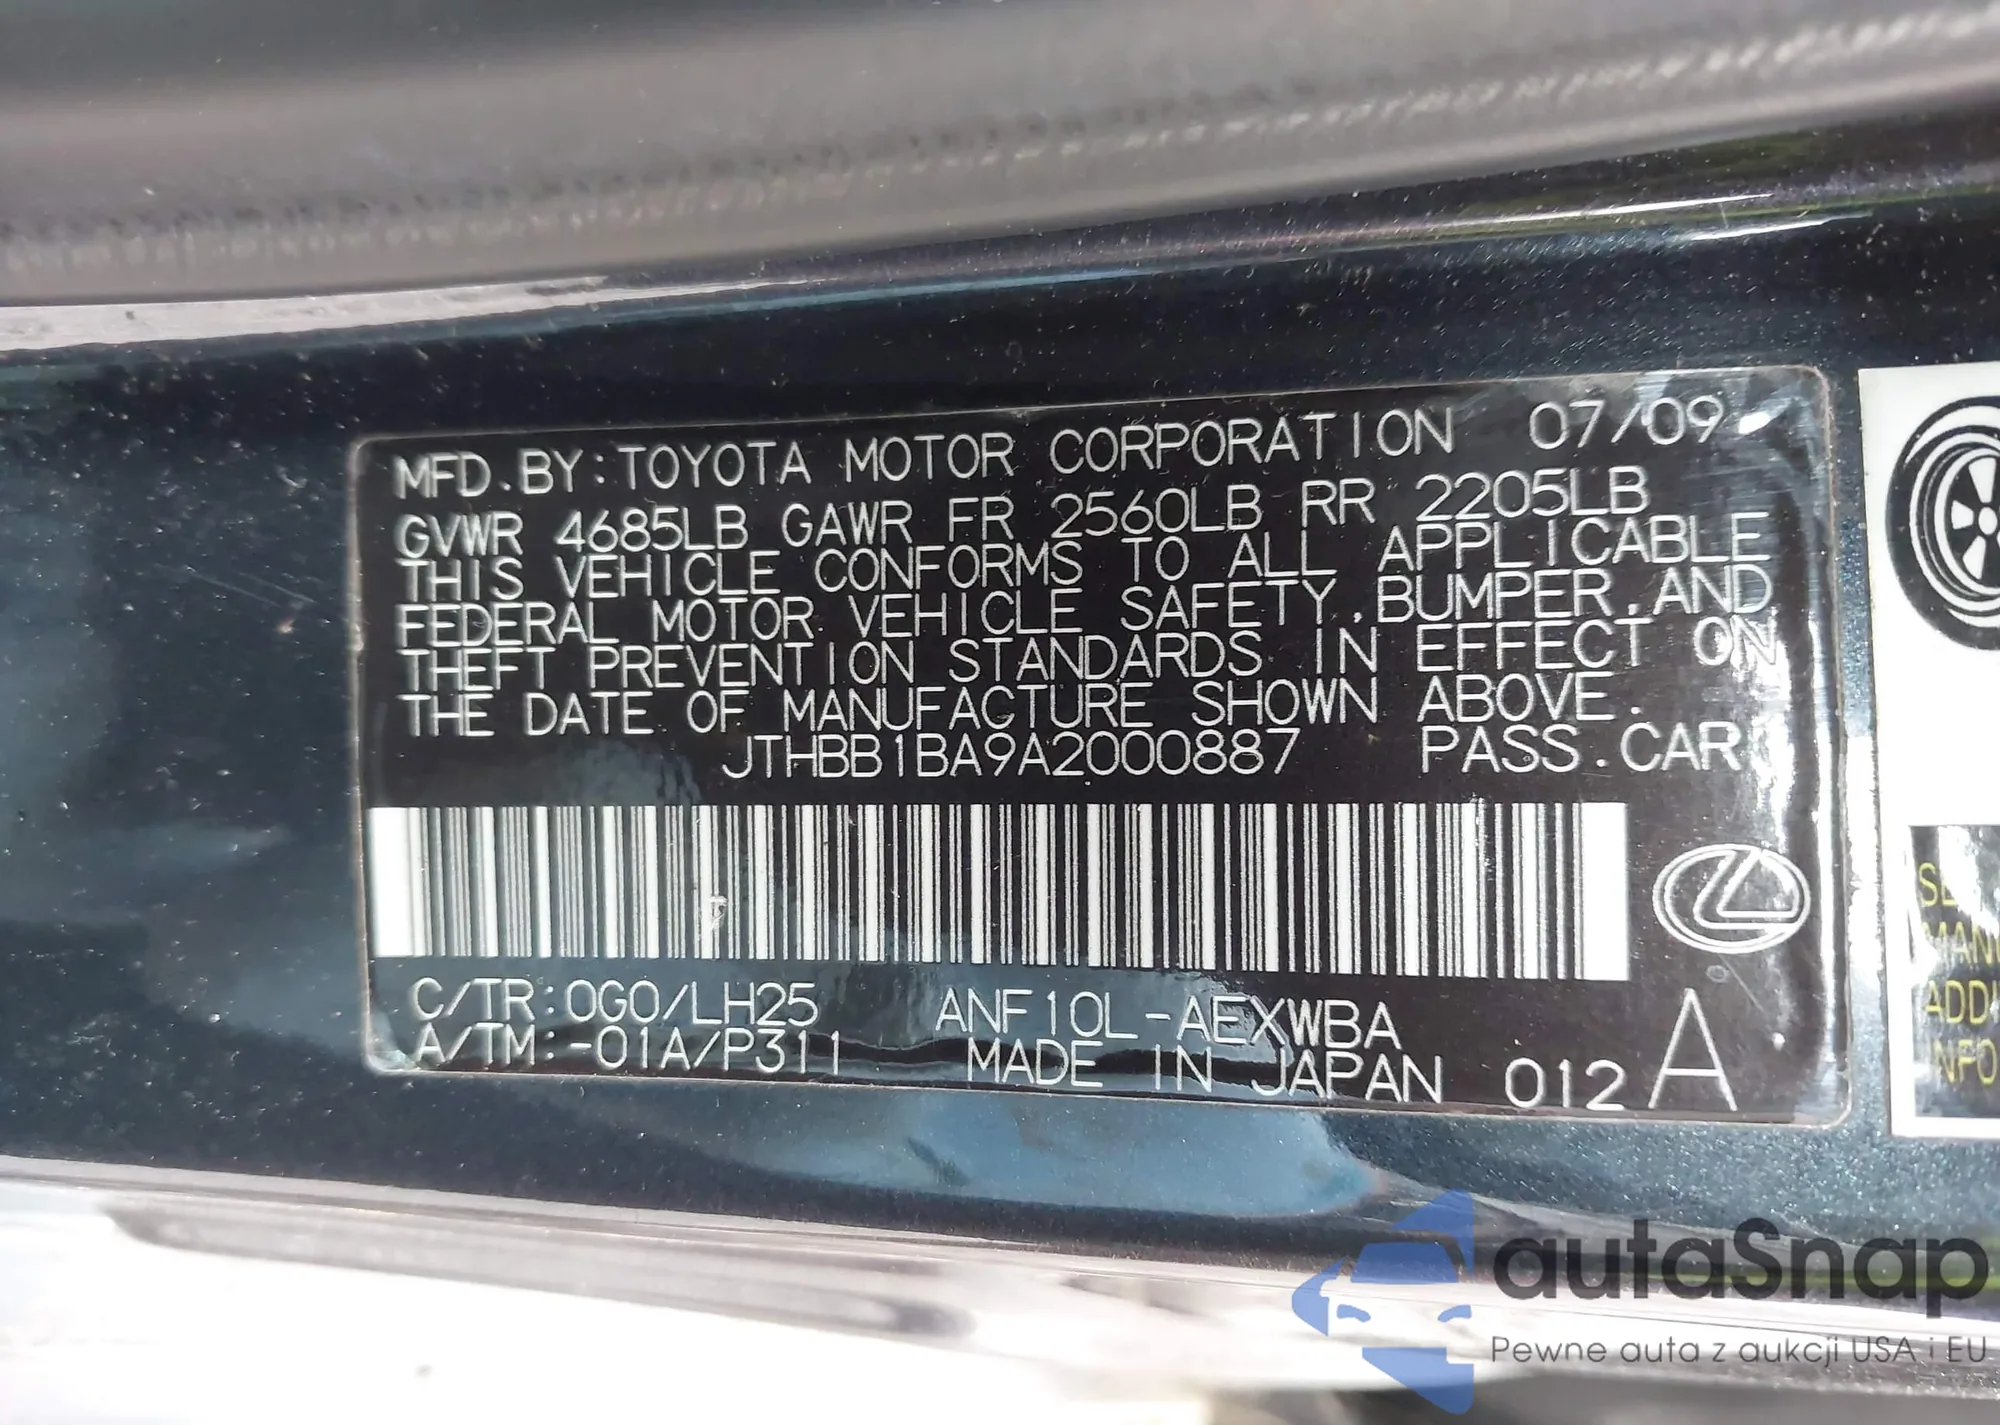 MFD.BY:TOYOTA MOTOR CORPORATION 07/09
GVWR 4685LB GAWR FR 2560LB RR 2205LB
THIS VEHICLE CONFORMS TO ALL APPLICABLE
FEDERAL MOTOR VEHICLE SAFETY,BUMPER,AND
THEFT PREVENTION STANDARDS IN EFFECT ON
THE DATE OF MANUFACTURE SHOWN ABOVE.
JTHBB1BA9A2000887 PASS.CAR
C/TR:0G0/LH25 ANF10L-AEXWBA
A/TM:-01A/P311 MADE IN JAPAN 012 A
ADDI
INFO
autaSnap
Pewne auta z aukcji USA i EU